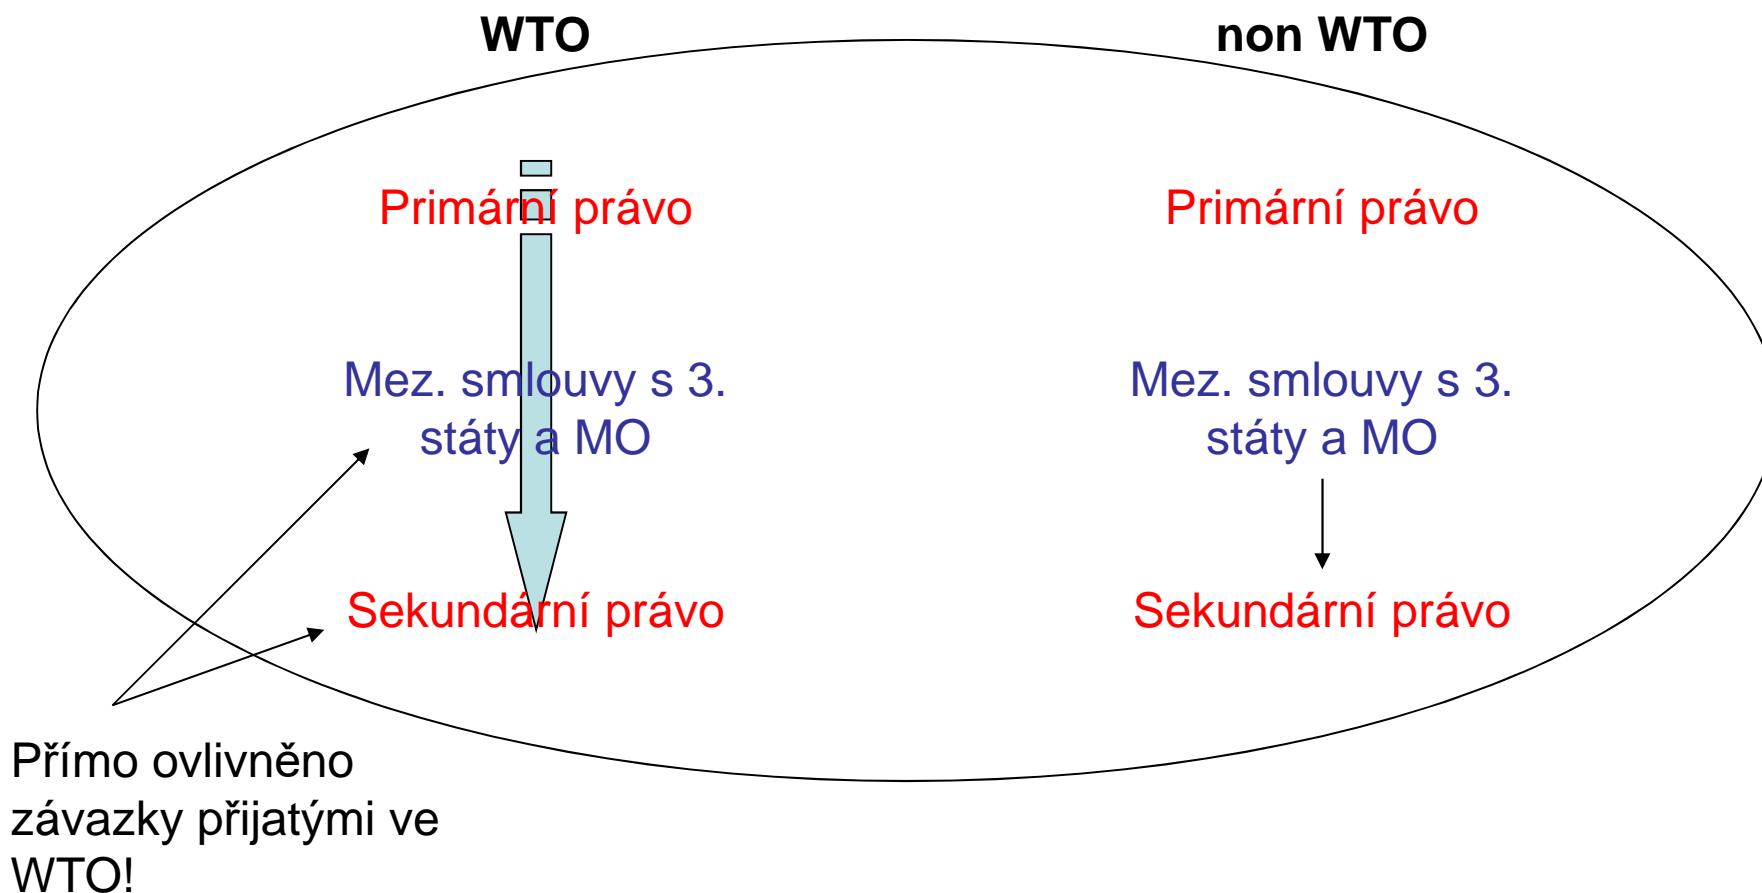 WTO
non WTO
Primární právo
Primární právo
Mez. smlouvy s 3.
státy a MO
Mez. smlouvy s 3.
státy a MO
Sekundární právo
Sekundární právo
Přímo ovlivněno
závazky přijatými ve
WTO!